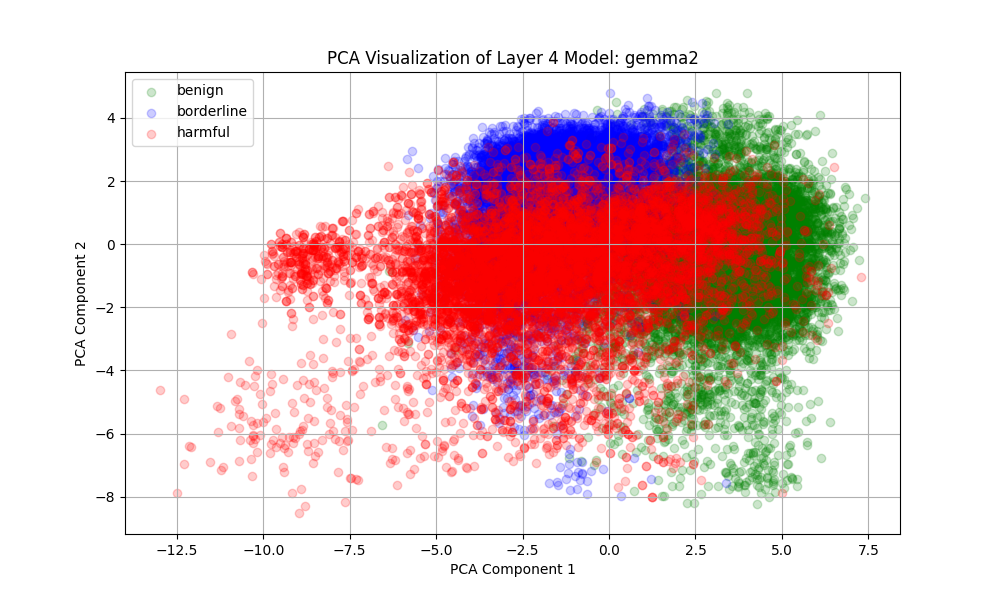 PCA Visualization of Layer 4 Model: gemma2
benign
borderline
harmful
4
2
0
−2
−4
−6
−8
PCA Component 2
−12.5 −10.0 −7.5 −5.0 −2.5 0.0 2.5 5.0 7.5
PCA Component 1